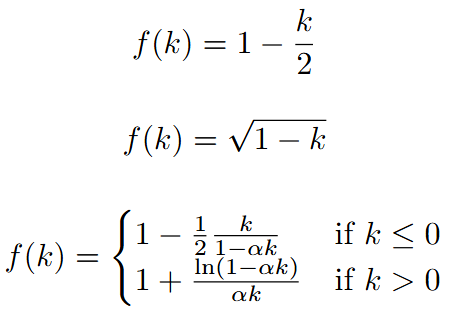 f(k) = 1 − k/2
f(k) = √(1 − k)
f(k) = { 1 − (1/2) k/(1−αk) if k ≤ 0
1 + ln(1−αk)/(αk) if k > 0